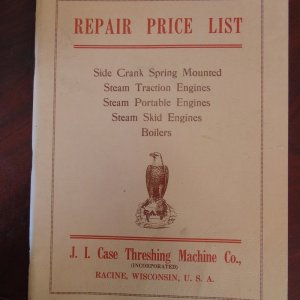 REPAIR PRICE LIST
Side Crank Spring Mounted
Steam Traction Engines
Steam Portable Engines
Steam Skid Engines
Boilers
J. I. Case Threshing Machine Co.,
(INCORPORATED)
RACINE, WISCONSIN, U. S. A.